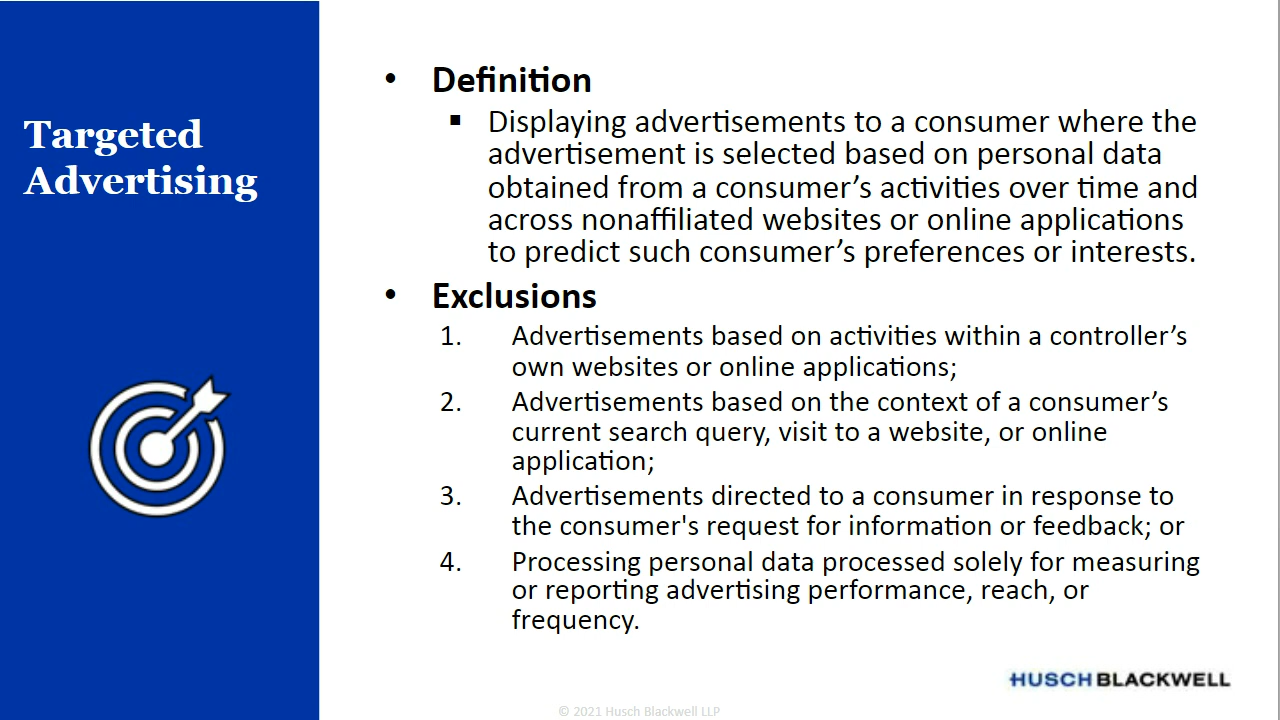 Targeted
Advertising
• Definition
▪ Displaying advertisements to a consumer where the
advertisement is selected based on personal data
obtained from a consumer’s activities over time and
across nonaffiliated websites or online applications
to predict such consumer’s preferences or interests.
• Exclusions
1. Advertisements based on activities within a controller’s
own websites or online applications;
2. Advertisements based on the context of a consumer’s
current search query, visit to a website, or online
application;
3. Advertisements directed to a consumer in response to
the consumer's request for information or feedback; or
4. Processing personal data processed solely for measuring
or reporting advertising performance, reach, or
frequency.
HUSCH BLACKWELL
© 2021 Husch Blackwell LLP